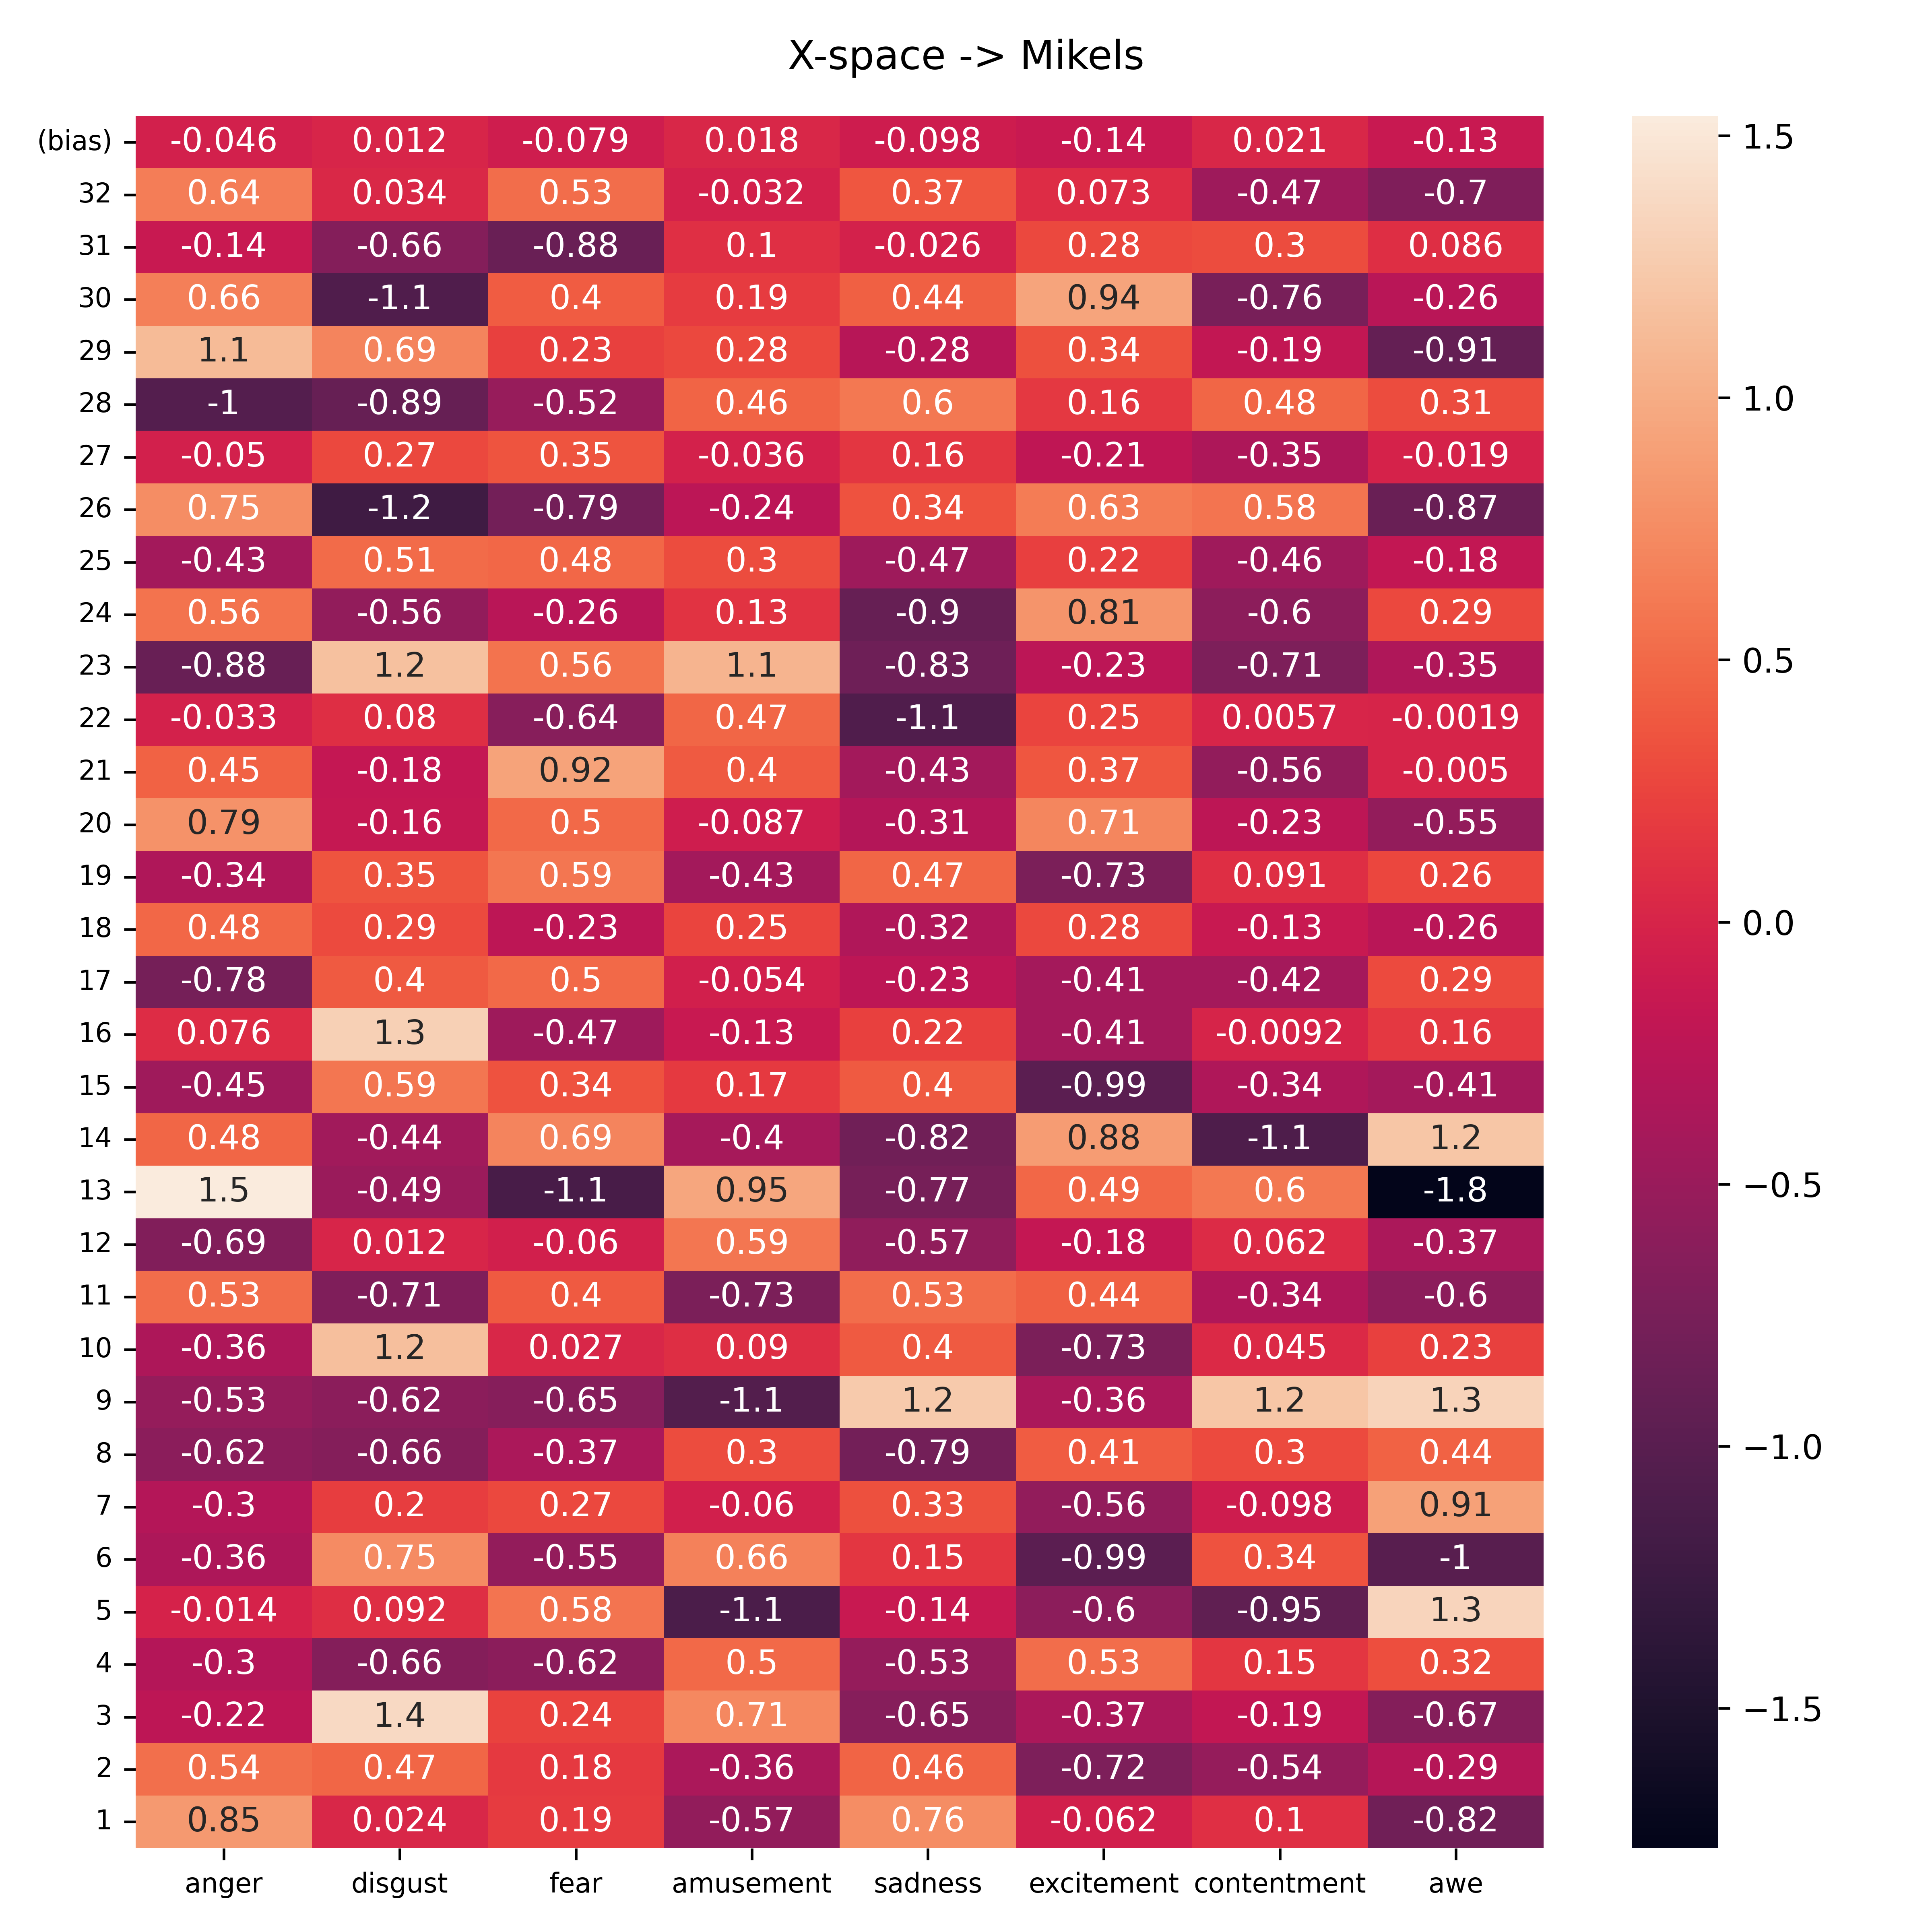 X-space -> Mikels
(bias) -0.046 0.012 -0.079 0.018 -0.098 -0.14 0.021 -0.13
32 0.64 0.034 0.53 -0.032 0.37 0.073 -0.47 -0.7
31 -0.14 -0.66 -0.88 0.1 -0.026 0.28 0.3 0.086
30 0.66 -1.1 0.4 0.19 0.44 0.94 -0.76 -0.26
29 1.1 0.69 0.23 0.28 -0.28 0.34 -0.19 -0.91
28 -1 -0.89 -0.52 0.46 0.6 0.16 0.48 0.31
27 -0.05 0.27 0.35 -0.036 0.16 -0.21 -0.35 -0.019
26 0.75 -1.2 -0.79 -0.24 0.34 0.63 0.58 -0.87
25 -0.43 0.51 0.48 0.3 -0.47 0.22 -0.46 -0.18
24 0.56 -0.56 -0.26 0.13 -0.9 0.81 -0.6 0.29
23 -0.88 1.2 0.56 1.1 -0.83 -0.23 -0.71 -0.35
22 -0.033 0.08 -0.64 0.47 -1.1 0.25 0.0057 -0.0019
21 0.45 -0.18 0.92 0.4 -0.43 0.37 -0.56 -0.005
20 0.79 -0.16 0.5 -0.087 -0.31 0.71 -0.23 -0.55
19 -0.34 0.35 0.59 -0.43 0.47 -0.73 0.091 0.26
18 0.48 0.29 -0.23 0.25 -0.32 0.28 -0.13 -0.26
17 -0.78 0.4 0.5 -0.054 -0.23 -0.41 -0.42 0.29
16 0.076 1.3 -0.47 -0.13 0.22 -0.41 -0.0092 0.16
15 -0.45 0.59 0.34 0.17 0.4 -0.99 -0.34 -0.41
14 0.48 -0.44 0.69 -0.4 -0.82 0.88 -1.1 1.2
13 1.5 -0.49 -1.1 0.95 -0.77 0.49 0.6 -1.8
12 -0.69 0.012 -0.06 0.59 -0.57 -0.18 0.062 -0.37
11 0.53 -0.71 0.4 -0.73 0.53 0.44 -0.34 -0.6
10 -0.36 1.2 0.027 0.09 0.4 -0.73 0.045 0.23
9 -0.53 -0.62 -0.65 -1.1 1.2 -0.36 1.2 1.3
8 -0.62 -0.66 -0.37 0.3 -0.79 0.41 0.3 0.44
7 -0.3 0.2 0.27 -0.06 0.33 -0.56 -0.098 0.91
6 -0.36 0.75 -0.55 0.66 0.15 -0.99 0.34 -1
5 -0.014 0.092 0.58 -1.1 -0.14 -0.6 -0.95 1.3
4 -0.3 -0.66 -0.62 0.5 -0.53 0.53 0.15 0.32
3 -0.22 1.4 0.24 0.71 -0.65 -0.37 -0.19 -0.67
2 0.54 0.47 0.18 -0.36 0.46 -0.72 -0.54 -0.29
1 0.85 0.024 0.19 -0.57 0.76 -0.062 0.1 -0.82
anger disgust fear amusement sadness excitement contentment awe
1.5
1.0
0.5
0.0
−0.5
−1.0
−1.5